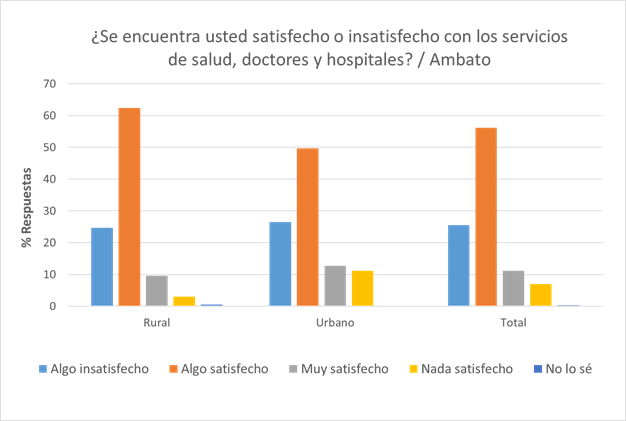 ¿Se encuentra usted satisfecho o insatisfecho con los servicios
de salud, doctores y hospitales? / Ambato
% Respuestas
70
60
50
40
30
20
10
0
Rural Urbano Total
Algo insatisfecho Algo satisfecho Muy satisfecho Nada satisfecho No lo sé